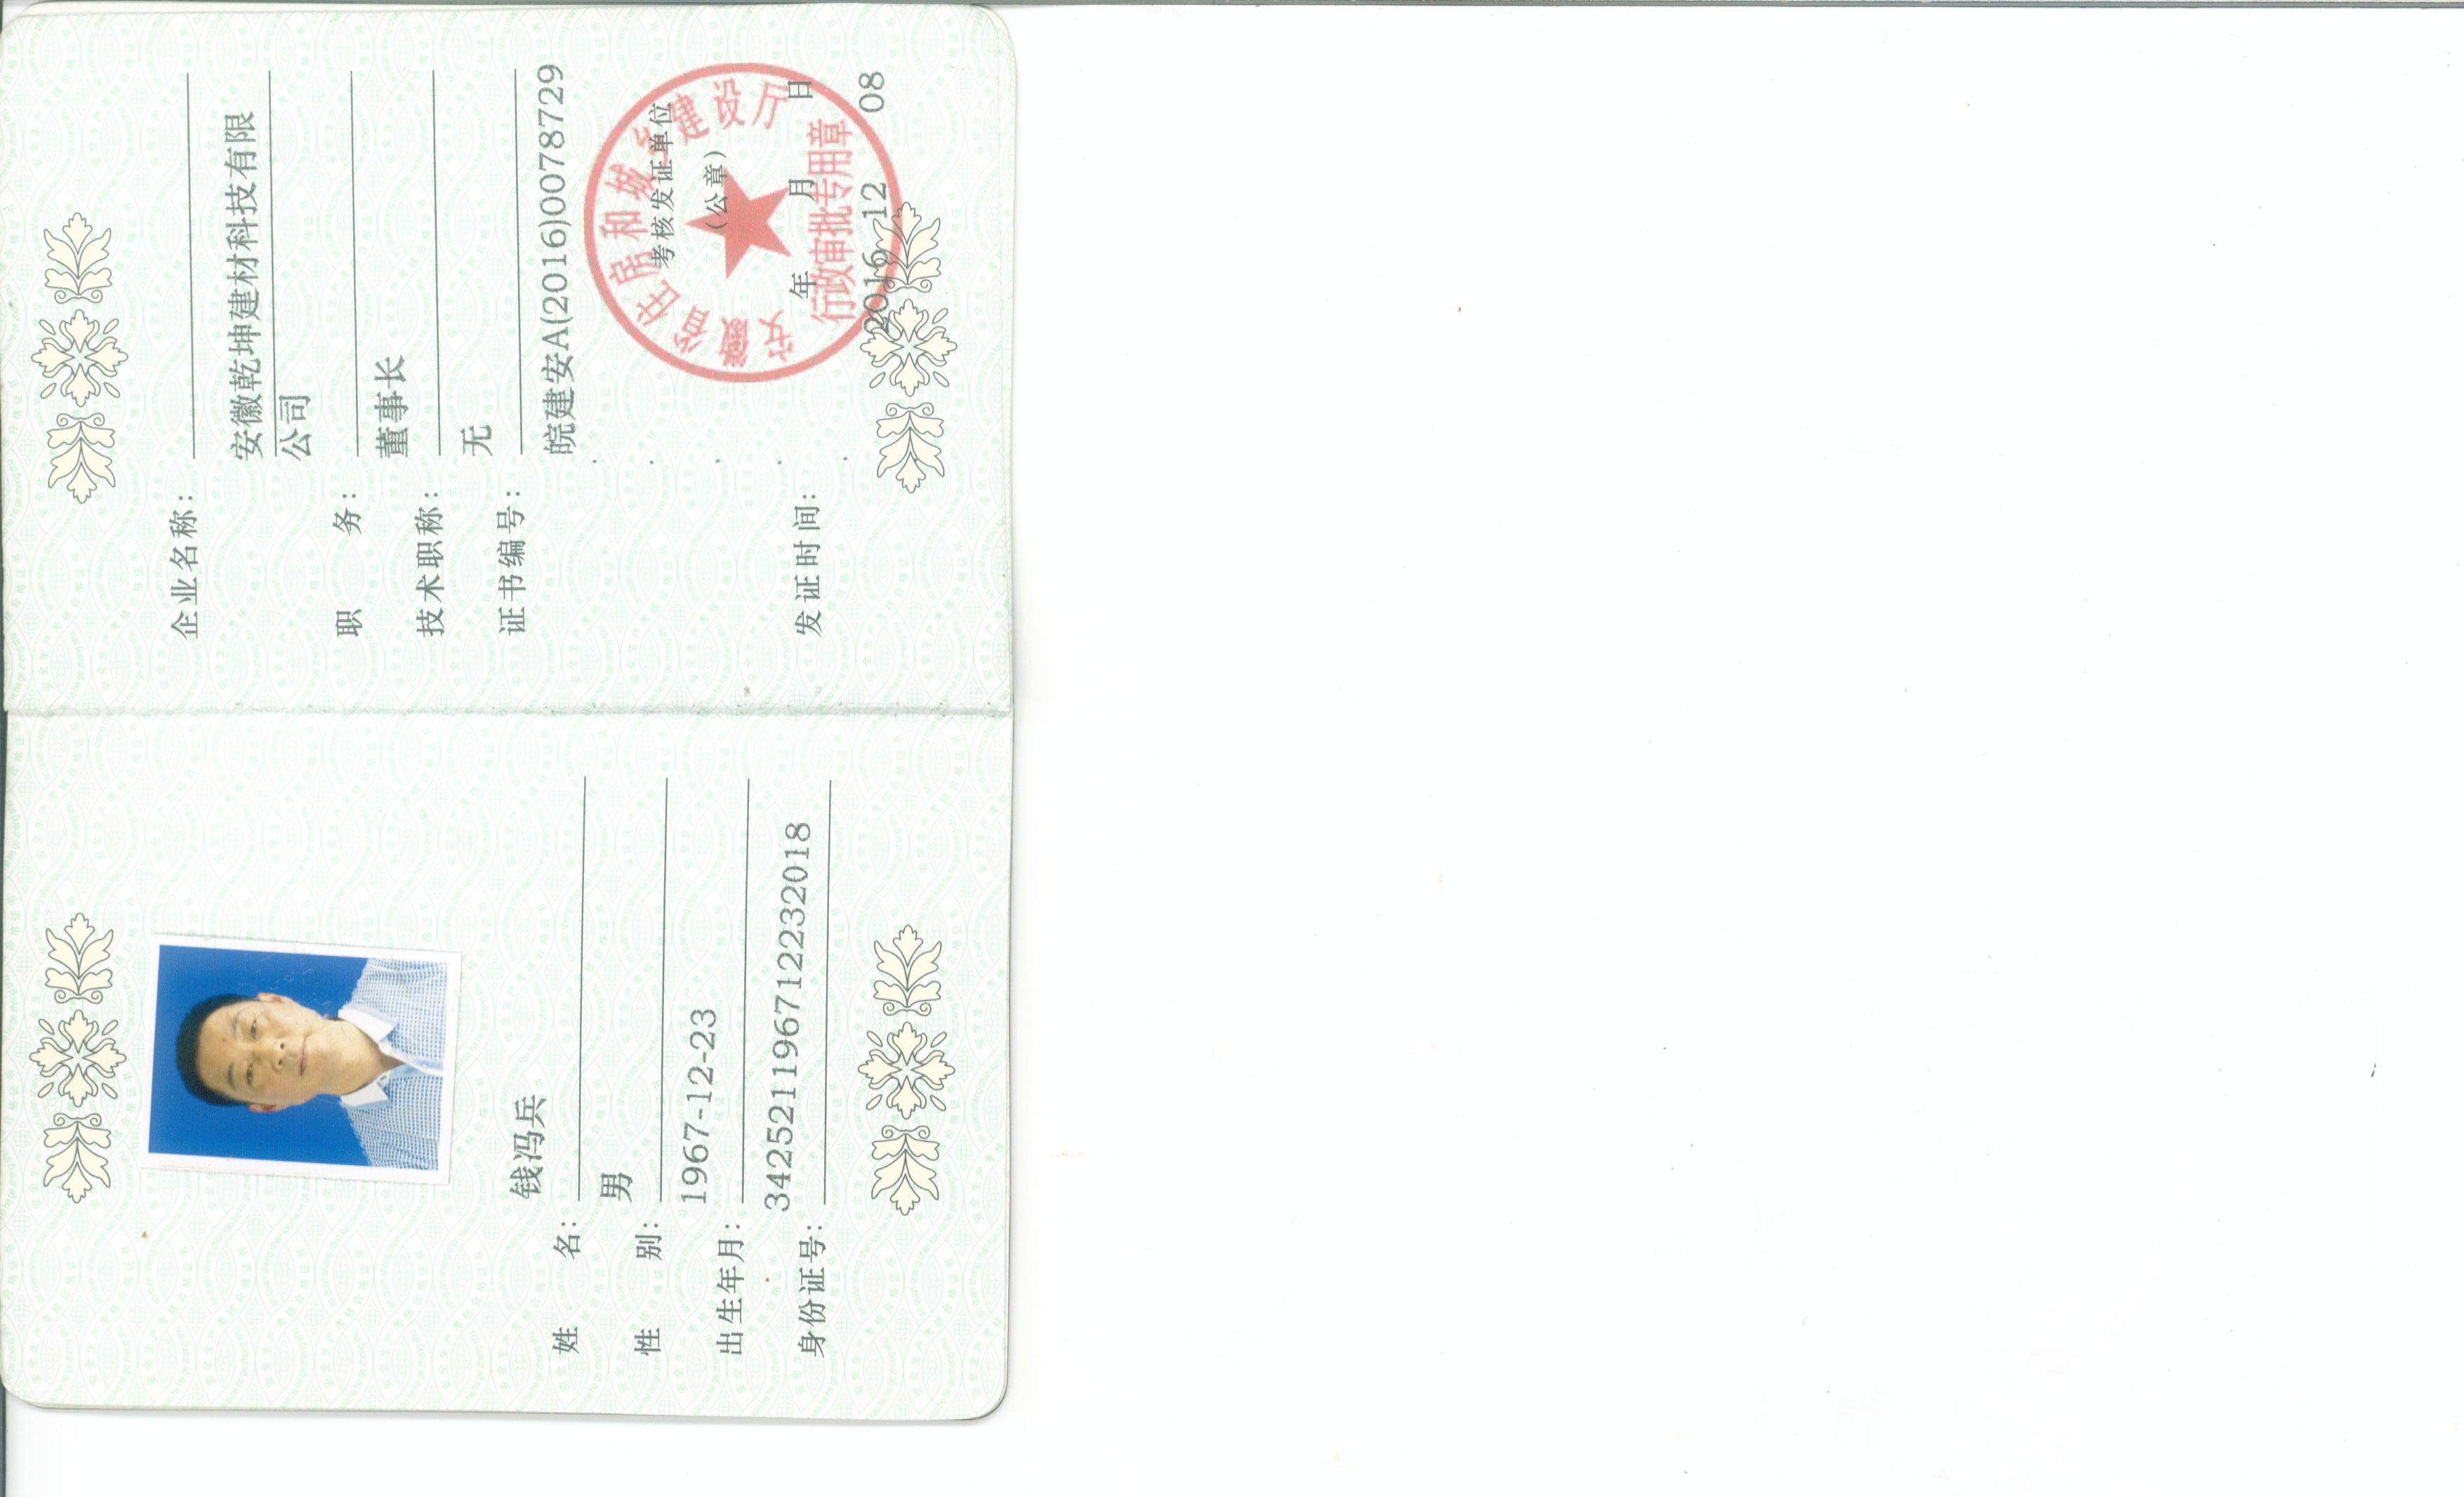 姓 名： 钱冯兵
性 别： 男
出生年月： 1967-12-23
身份证号： 342521196712232018
企业名称： 安徽乾坤建材科技有限
公司
职 务： 董事长
技术职称： 无
证书编号： 皖建安A(2016)0078729
安徽省住房和城乡建设厅
考核发证单位
（公章）
发证时间： 年 月 日
行政审批专用章
2016 12 08